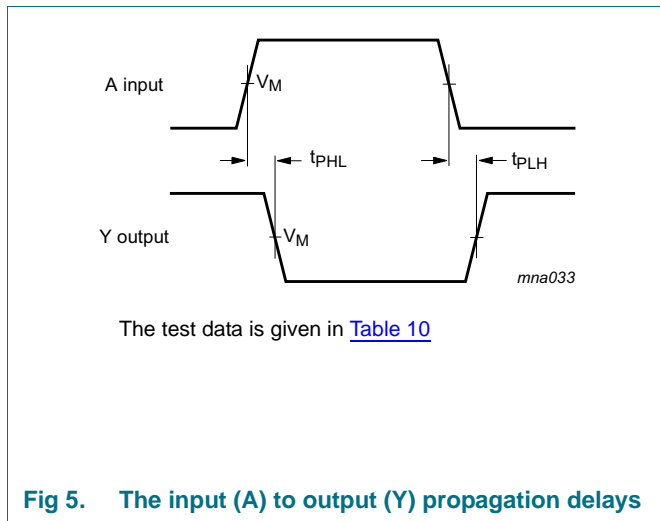 A input
VM
tPHL
tPLH
Y output
VM
mna033
The test data is given in Table 10
Fig 5. The input (A) to output (Y) propagation delays